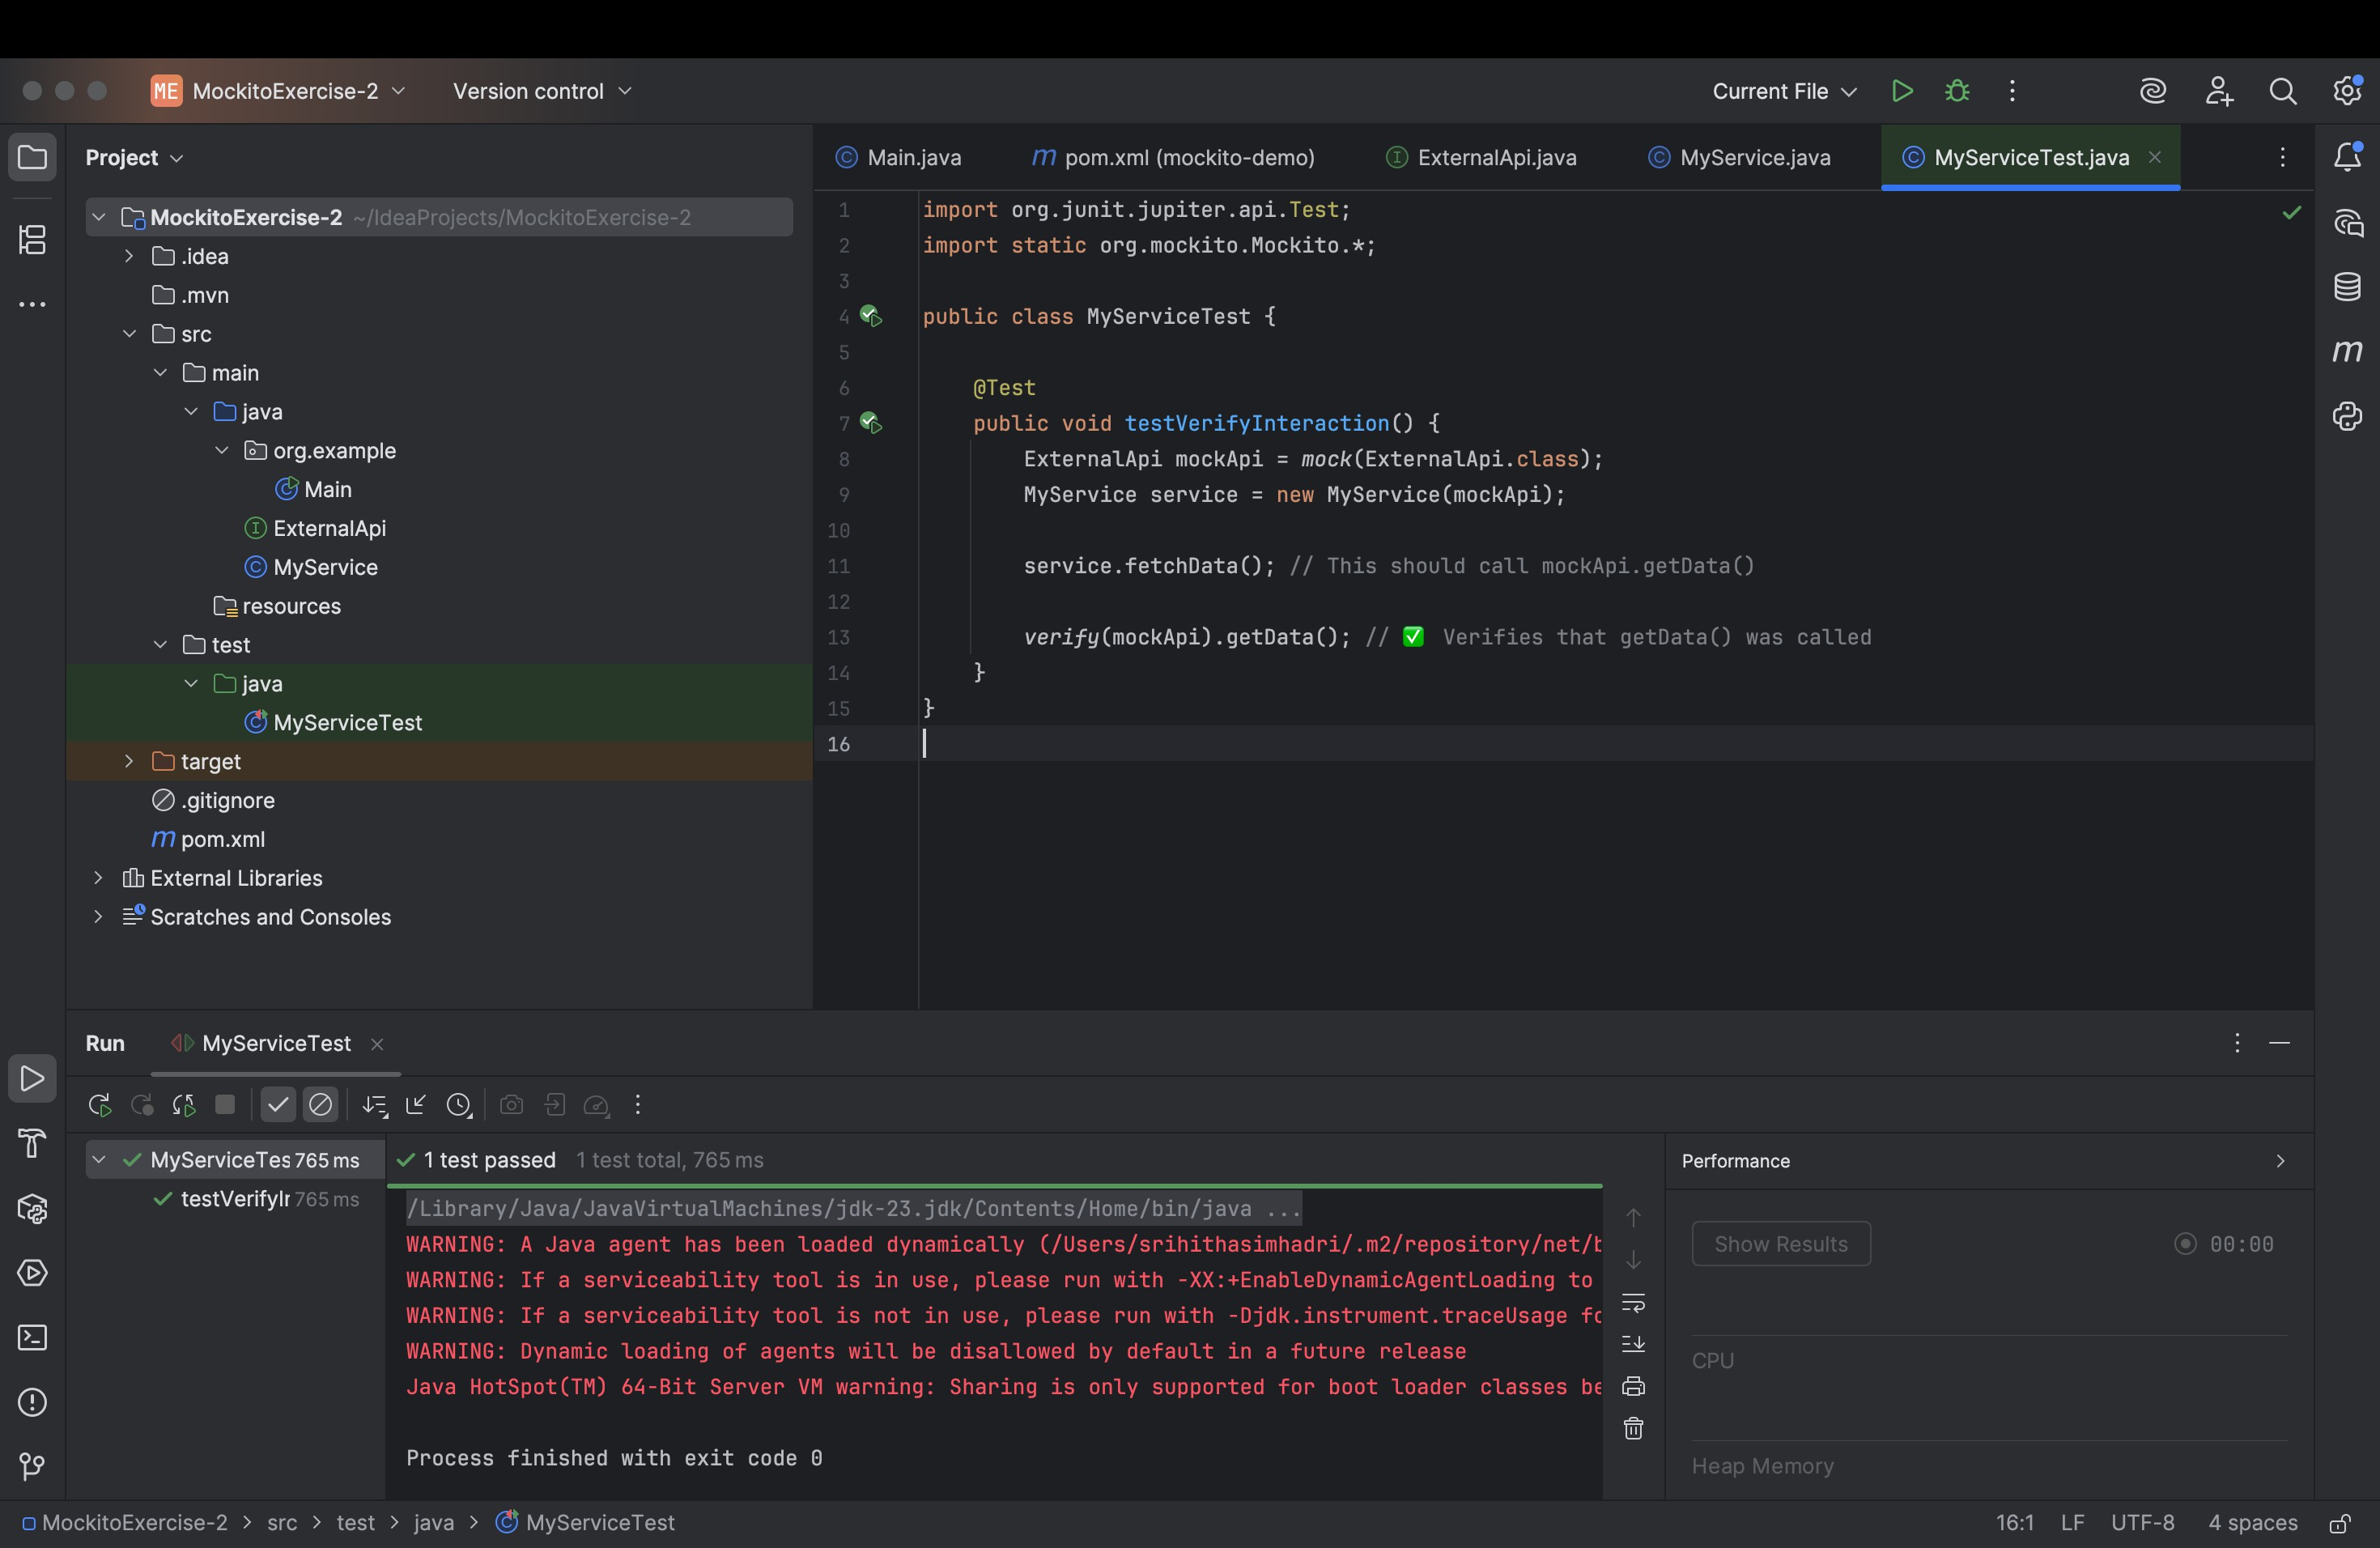 ME MockitoExercise-2 Version control Current File
Project
Main.java m pom.xml (mockito-demo) ExternalApi.java MyService.java MyServiceTest.java
MockitoExercise-2 ~/IdeaProjects/MockitoExercise-2
.idea
.mvn
src
main
java
org.example
Main
ExternalApi
MyService
resources
test
java
MyServiceTest
target
.gitignore
m pom.xml
External Libraries
Scratches and Consoles
1 import org.junit.jupiter.api.Test;
2 import static org.mockito.Mockito.*;
3
4 public class MyServiceTest {
5
6 @Test
7 public void testVerifyInteraction() {
8 ExternalApi mockApi = mock(ExternalApi.class);
9 MyService service = new MyService(mockApi);
10
11 service.fetchData(); // This should call mockApi.getData()
12
13 verify(mockApi).getData(); // ✅ Verifies that getData() was called
14 }
15 }
16
Run MyServiceTest
MyServiceTes 765 ms
testVerifyIr 765 ms
1 test passed 1 test total, 765 ms
/Library/Java/JavaVirtualMachines/jdk-23.jdk/Contents/Home/bin/java ...
WARNING: A Java agent has been loaded dynamically (/Users/srihithasimhadri/.m2/repository/net/b
WARNING: If a serviceability tool is in use, please run with -XX:+EnableDynamicAgentLoading to
WARNING: If a serviceability tool is not in use, please run with -Djdk.instrument.traceUsage fo
WARNING: Dynamic loading of agents will be disallowed by default in a future release
Java HotSpot(TM) 64-Bit Server VM warning: Sharing is only supported for boot loader classes be
Process finished with exit code 0
Performance
Show Results 00:00
CPU
Heap Memory
MockitoExercise-2 > src > test > java > MyServiceTest 16:1 LF UTF-8 4 spaces